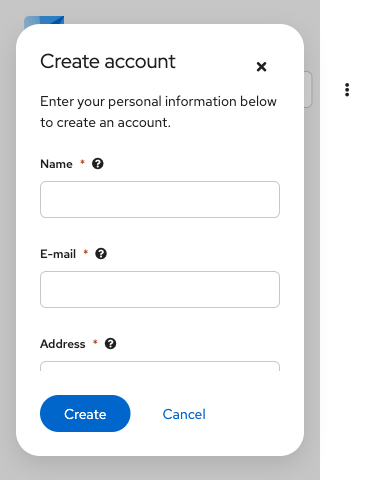 Create account
Enter your personal information below
to create an account.
Name *
E-mail *
Address *
Create
Cancel